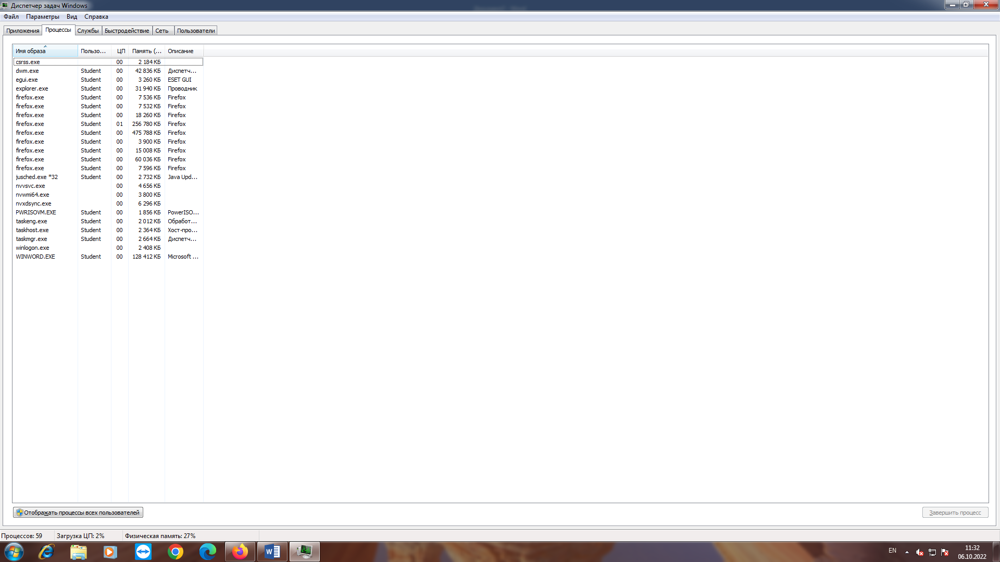 Диспетчер задач Windows
Файл Параметры Вид Справка
Приложения Процессы Службы Быстродействие Сеть Пользователи
Имя образа Пользо... ЦП Память (... Описание
csrss.exe 00 2 184 КБ
dwm.exe Student 00 42 836 КБ Диспетч...
egui.exe Student 00 3 260 КБ ESET GUI
explorer.exe Student 00 31 940 КБ Проводник
firefox.exe Student 00 7 536 КБ Firefox
firefox.exe Student 00 7 532 КБ Firefox
firefox.exe Student 00 18 260 КБ Firefox
firefox.exe Student 01 256 780 КБ Firefox
firefox.exe Student 00 475 788 КБ Firefox
firefox.exe Student 00 3 900 КБ Firefox
firefox.exe Student 00 15 008 КБ Firefox
firefox.exe Student 00 60 036 КБ Firefox
firefox.exe Student 00 7 596 КБ Firefox
jusched.exe *32 Student 00 2 732 КБ Java Upd...
nvvsvc.exe 00 4 656 КБ
nvwmi64.exe 00 3 800 КБ
nvxdsync.exe 00 6 296 КБ
PWRISOVM.EXE Student 00 1 856 КБ PowerISO...
taskeng.exe Student 00 2 012 КБ Обработ...
taskhost.exe Student 00 2 364 КБ Хост-про...
taskmgr.exe Student 00 2 664 КБ Диспетч...
winlogon.exe 00 2 408 КБ
WINWORD.EXE Student 00 128 412 КБ Microsoft ...
Отображать процессы всех пользователей Завершить процесс
Процессов: 59 Загрузка ЦП: 2% Физическая память: 27%
EN 11:32
06.10.2022